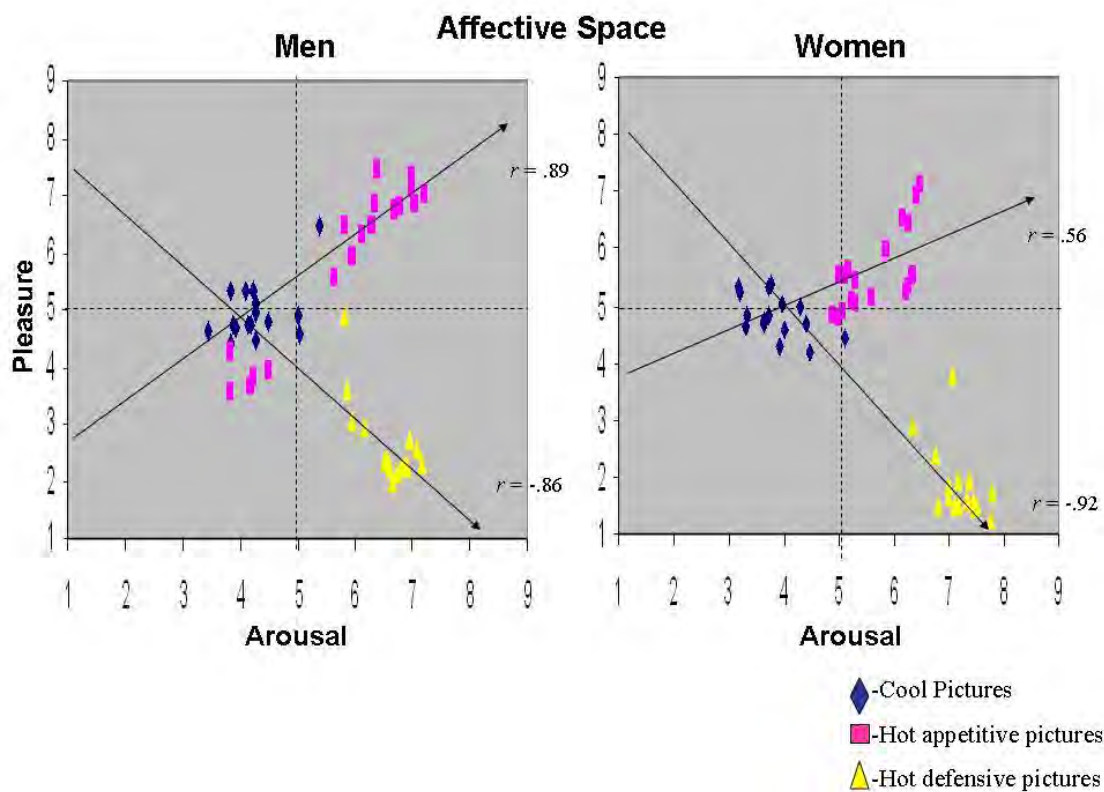 Affective Space
Men
Women
Pleasure
9
8
7
6
5
4
3
2
1
r = .89
r = -.86
1 2 3 4 5 6 7 8 9
Arousal
9
8
7
6
5
4
3
2
1
r = .56
r = -.92
1 2 3 4 5 6 7 8 9
Arousal
-Cool Pictures
-Hot appetitive pictures
-Hot defensive pictures